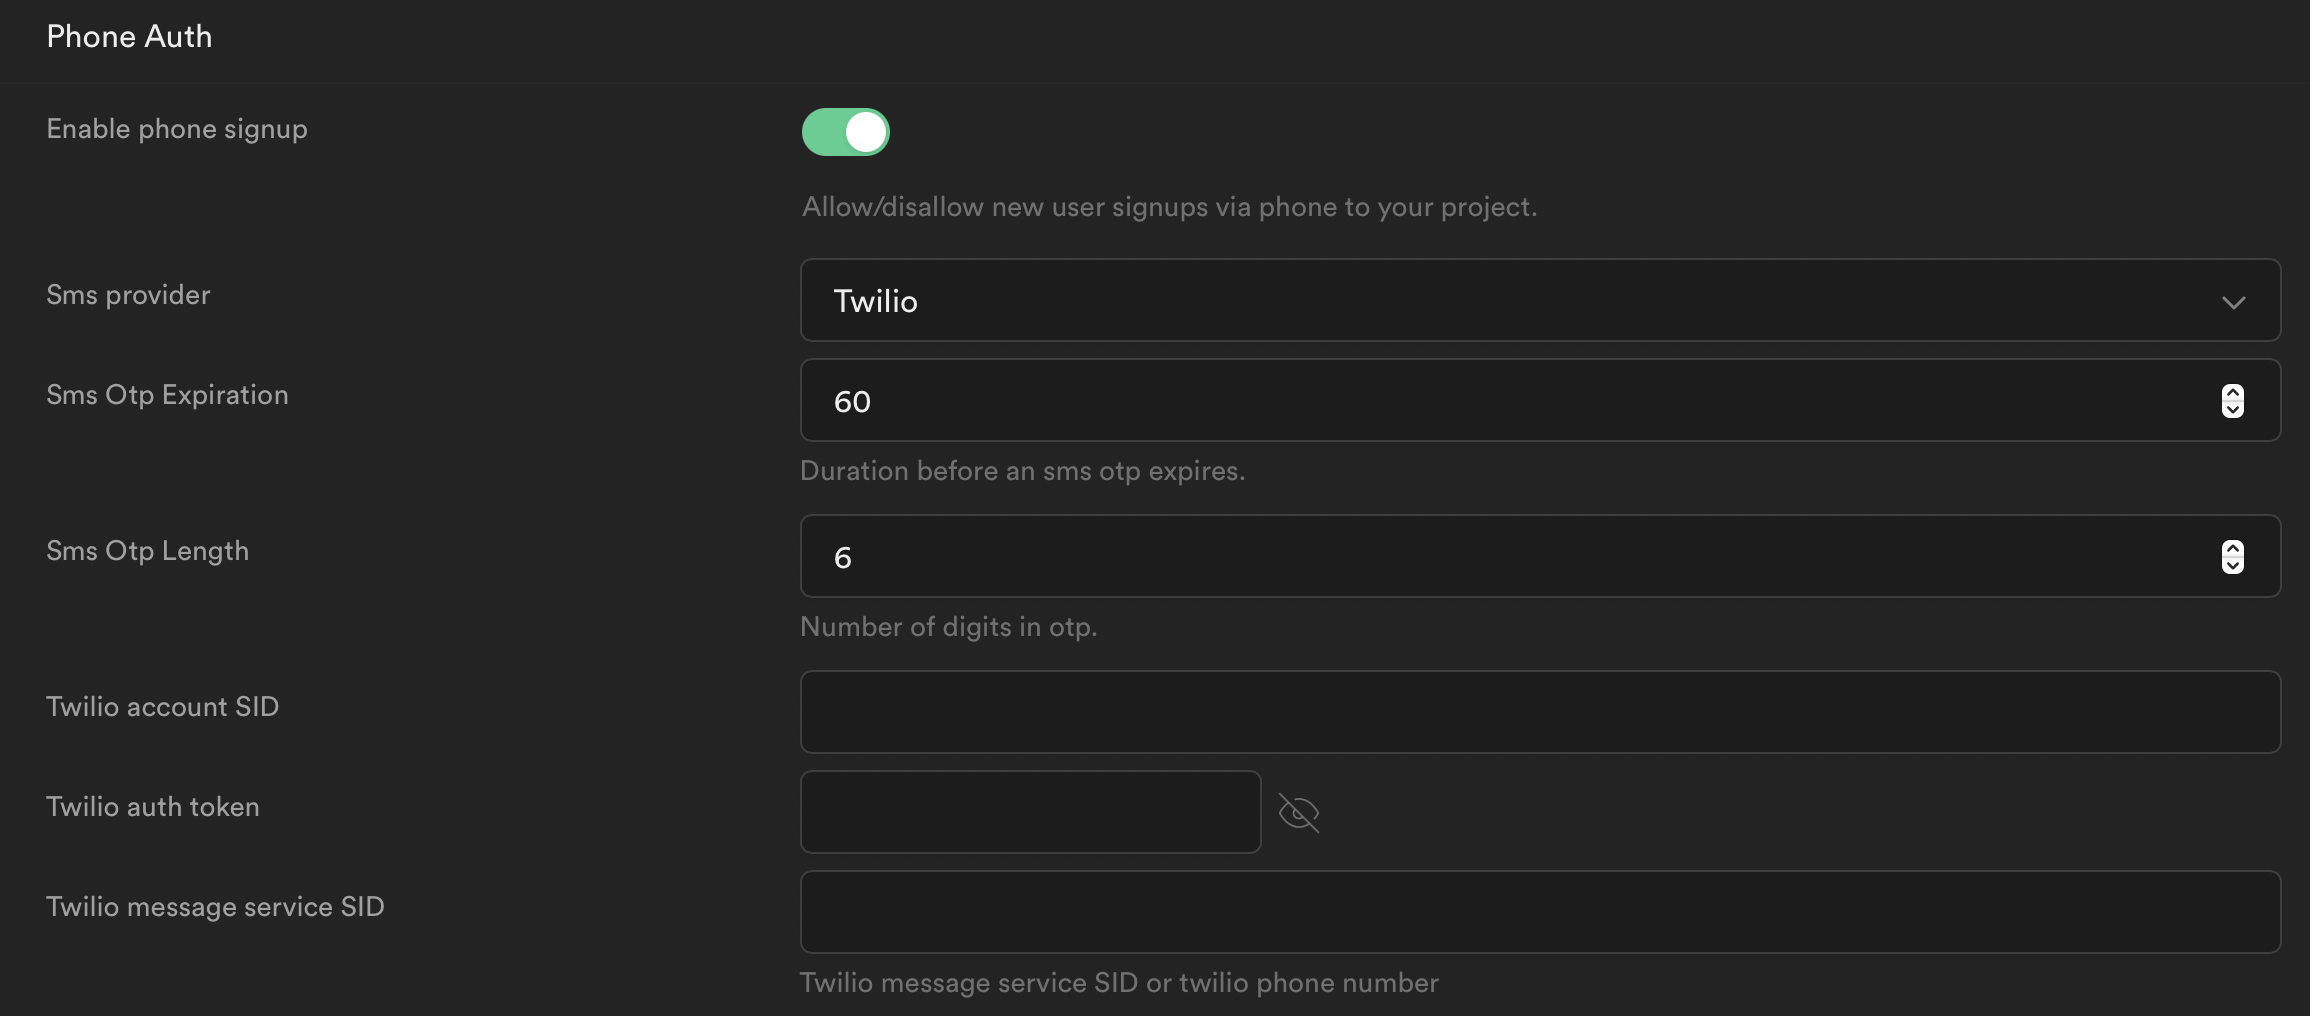 Phone Auth
Enable phone signup
Allow/disallow new user signups via phone to your project.
Sms provider
Twilio
Sms Otp Expiration
60
Duration before an sms otp expires.
Sms Otp Length
6
Number of digits in otp.
Twilio account SID
Twilio auth token
Twilio message service SID
Twilio message service SID or twilio phone number